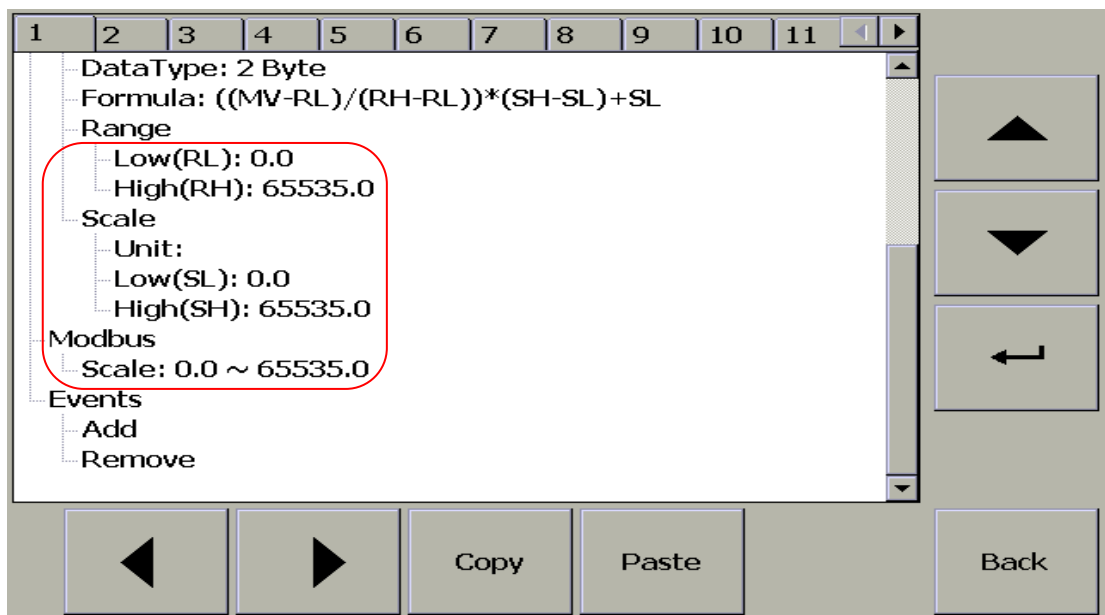 1 2 3 4 5 6 7 8 9 10 11
DataType: 2 Byte
Formula: ((MV-RL)/(RH-RL))*(SH-SL)+SL
Range
Low(RL): 0.0
High(RH): 65535.0
Scale
Unit:
Low(SL): 0.0
High(SH): 65535.0
Modbus
Scale: 0.0 ~ 65535.0
Events
Add
Remove
Copy Paste Back